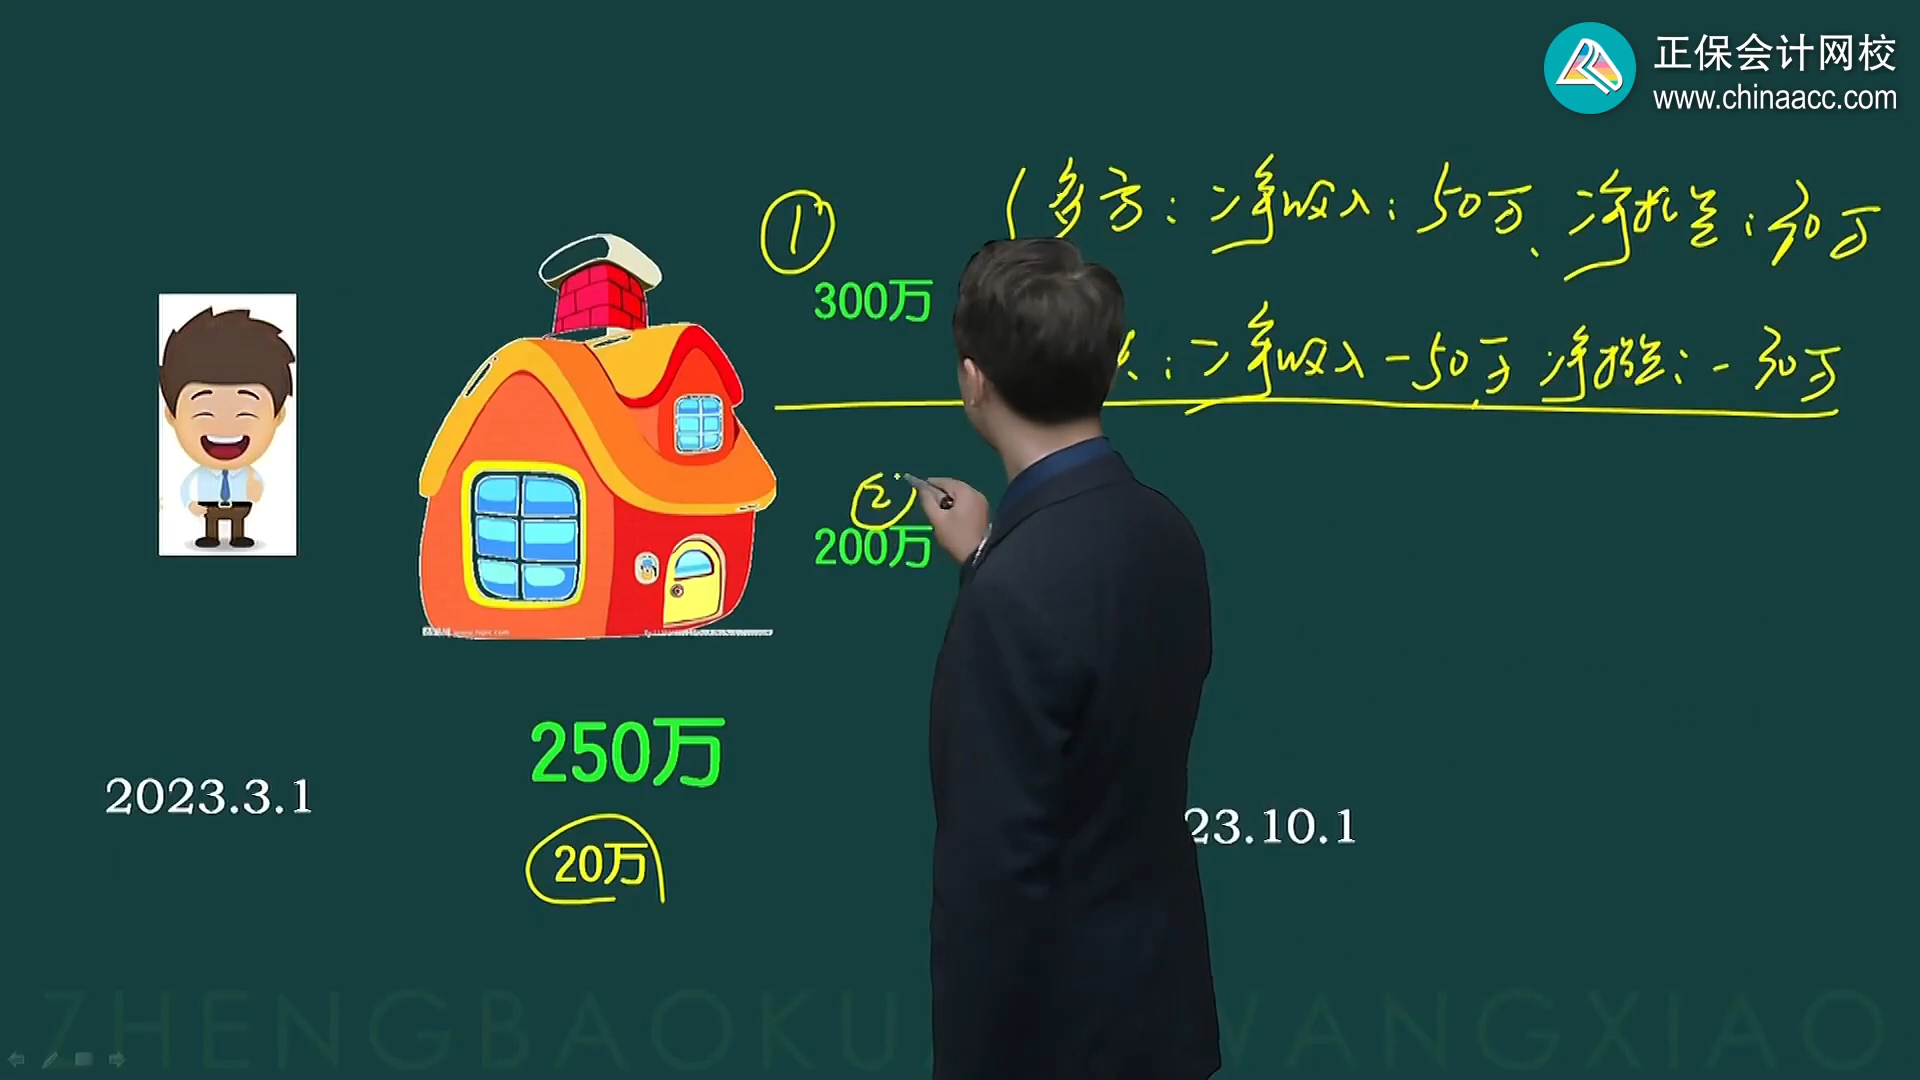 正保会计网校
www.chinaacc.com
① 多方：净收入：50万、净损益：30万
300万
：净收入-50万 净损益：-30万
②
200万
250万
2023.3.1
23.10.1
20万
ZHENGBAOKU WANGXIAO